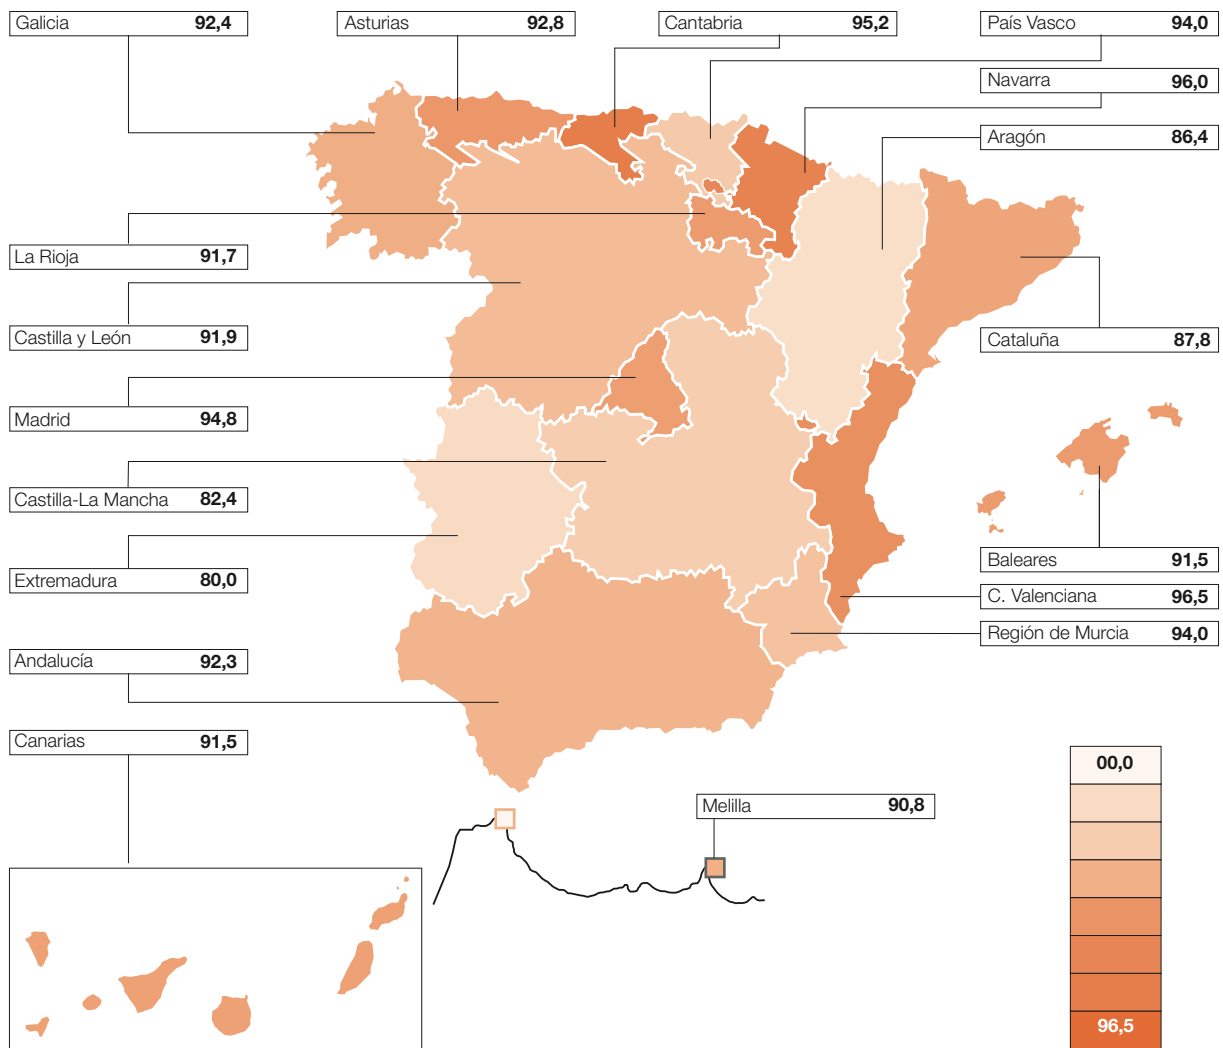 Galicia 92,4
Asturias 92,8
Cantabria 95,2
País Vasco 94,0
Navarra 96,0
Aragón 86,4
La Rioja 91,7
Castilla y León 91,9
Cataluña 87,8
Madrid 94,8
Castilla-La Mancha 82,4
Extremadura 80,0
Baleares 91,5
C. Valenciana 96,5
Región de Murcia 94,0
Andalucía 92,3
Canarias 91,5
Melilla 90,8
00,0
96,5